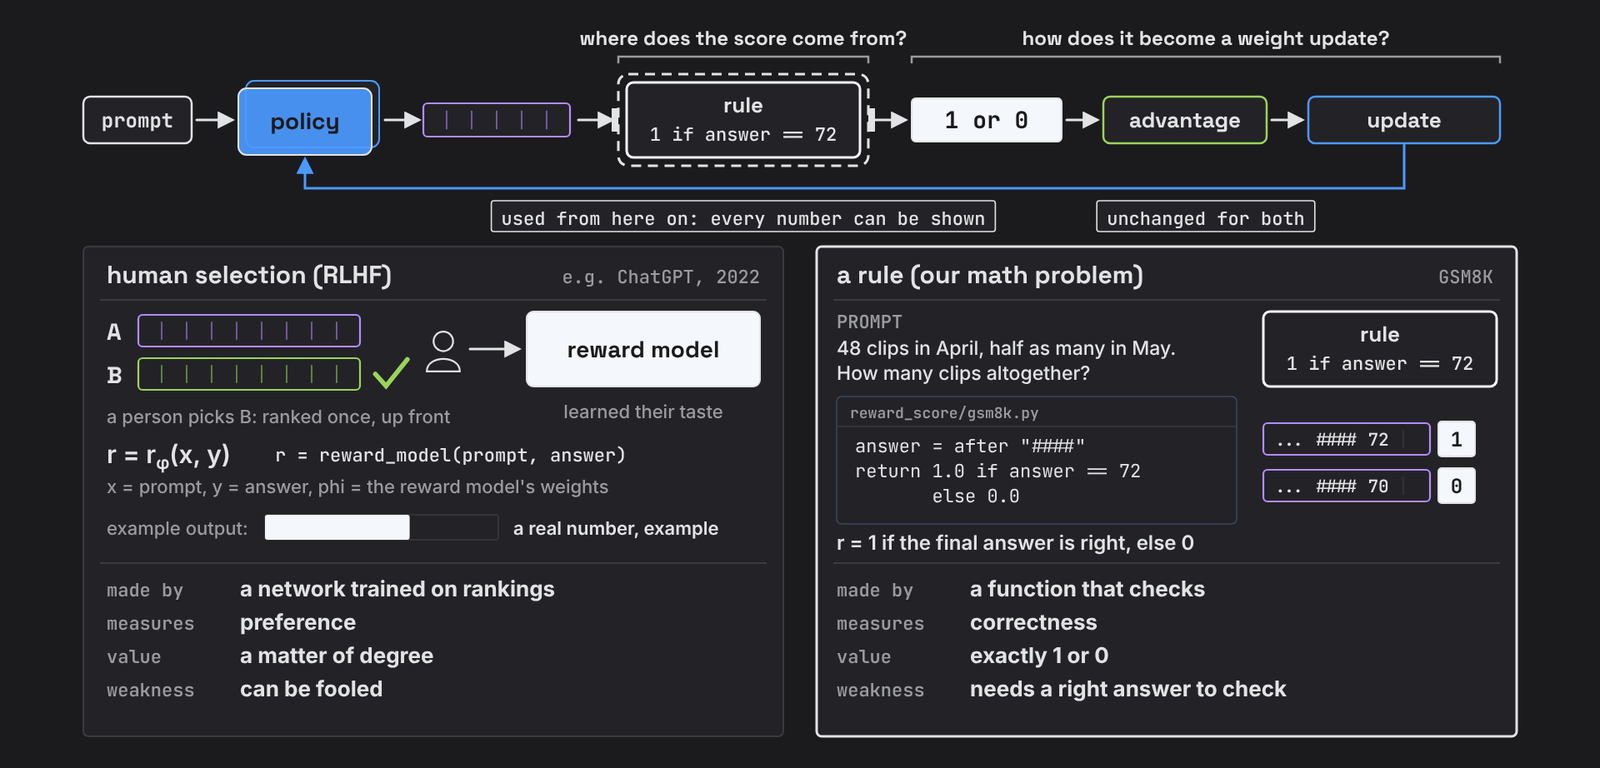 where does the score come from?
how does it become a weight update?
prompt
policy
rule
1 if answer == 72
1 or 0
advantage
update
used from here on: every number can be shown
unchanged for both
human selection (RLHF)
e.g. ChatGPT, 2022
A
B
reward model
a person picks B: ranked once, up front
learned their taste
r = rφ(x, y)
r = reward_model(prompt, answer)
x = prompt, y = answer, phi = the reward model's weights
example output:
a real number, example
made by a network trained on rankings
measures preference
value a matter of degree
weakness can be fooled
a rule (our math problem)
GSM8K
PROMPT
48 clips in April, half as many in May.
How many clips altogether?
rule
1 if answer == 72
reward_score/gsm8k.py
answer = after "####"
return 1.0 if answer == 72
else 0.0
... #### 72 1
... #### 70 0
r = 1 if the final answer is right, else 0
made by a function that checks
measures correctness
value exactly 1 or 0
weakness needs a right answer to check